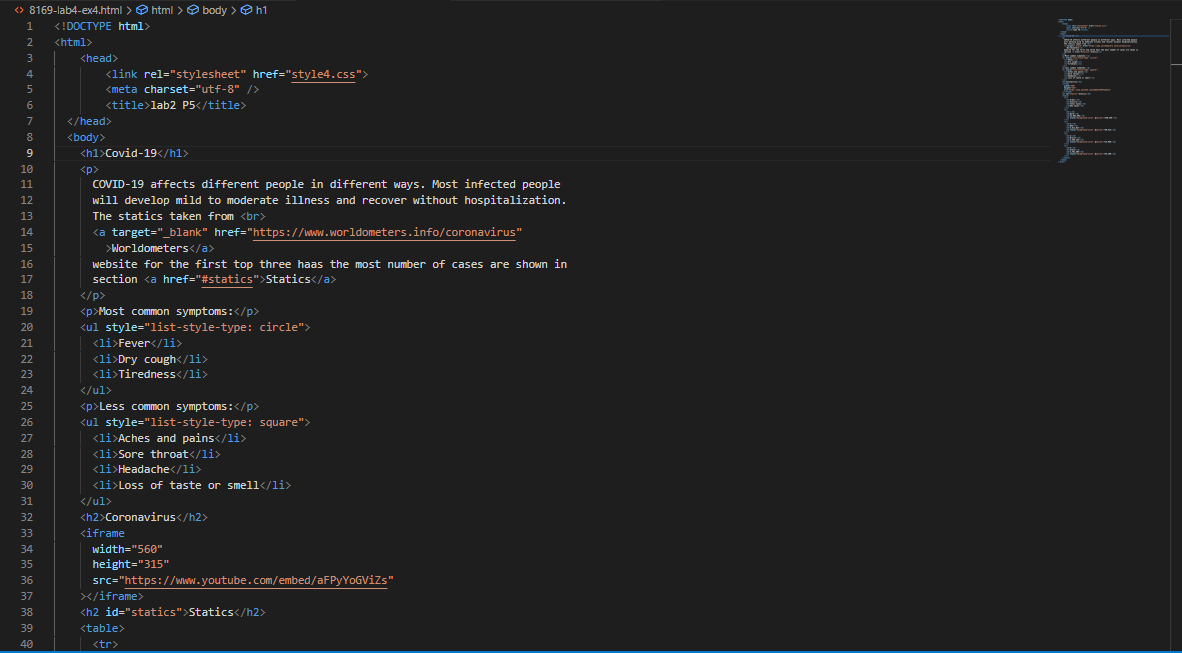 8169-lab4-ex4.html > html > body > h1
1 <!DOCTYPE html>
2 <html>
3 <head>
4 <link rel="stylesheet" href="style4.css">
5 <meta charset="utf-8" />
6 <title>lab2 P5</title>
7 </head>
8 <body>
9 <h1>Covid-19</h1>
10 <p>
11 COVID-19 affects different people in different ways. Most infected people
12 will develop mild to moderate illness and recover without hospitalization.
13 The statics taken from <br>
14 <a target="_blank" href="https://www.worldometers.info/coronavirus"
15 >Worldometers</a>
16 website for the first top three haas the most number of cases are shown in
17 section <a href="#statics">Statics</a>
18 </p>
19 <p>Most common symptoms:</p>
20 <ul style="list-style-type: circle">
21 <li>Fever</li>
22 <li>Dry cough</li>
23 <li>Tiredness</li>
24 </ul>
25 <p>Less common symptoms:</p>
26 <ul style="list-style-type: square">
27 <li>Aches and pains</li>
28 <li>Sore throat</li>
29 <li>Headache</li>
30 <li>Loss of taste or smell</li>
31 </ul>
32 <h2>Coronavirus</h2>
33 <iframe
34 width="560"
35 height="315"
36 src="https://www.youtube.com/embed/aFPyYoGViZs"
37 ></iframe>
38 <h2 id="statics">Statics</h2>
39 <table>
40 <tr>